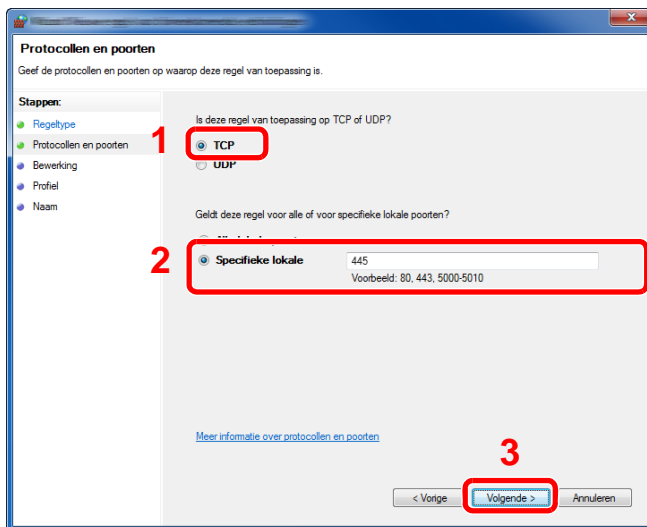 Protocollen en poorten
Geef de protocollen en poorten op waarop deze regel van toepassing is.
Stappen:
Regeltype
Protocollen en poorten
Bewerking
Profiel
Naam
1
Is deze regel van toepassing op TCP of UDP?
TCP
UDP
Geldt deze regel voor alle of voor specifieke lokale poorten?
2
Specifieke lokale 445
Voorbeeld: 80, 443, 5000-5010
Meer informatie over protocollen en poorten
3
< Vorige Volgende > Annuleren